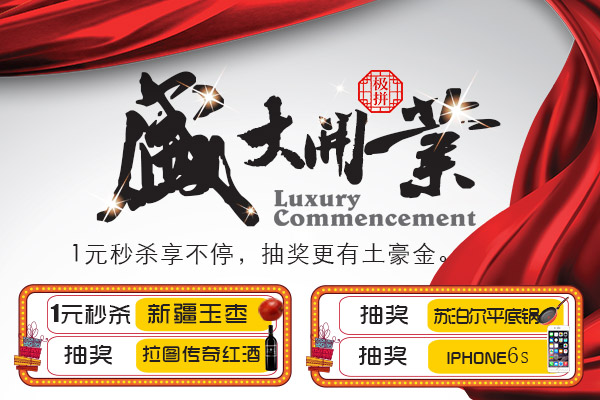 极拼
盛大開業
Luxury
Commencement
1元秒杀享不停，抽奖更有土豪金。
1元秒杀 新疆玉枣
抽奖 拉图传奇红酒
抽奖 苏泊尔平底锅
抽奖 IPHONE6s